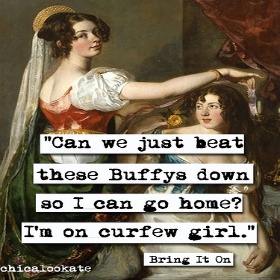 "Can we just beat
these Buffys down
so I can go home?
I'm on curfew girl."
Bring It On
chicalookate